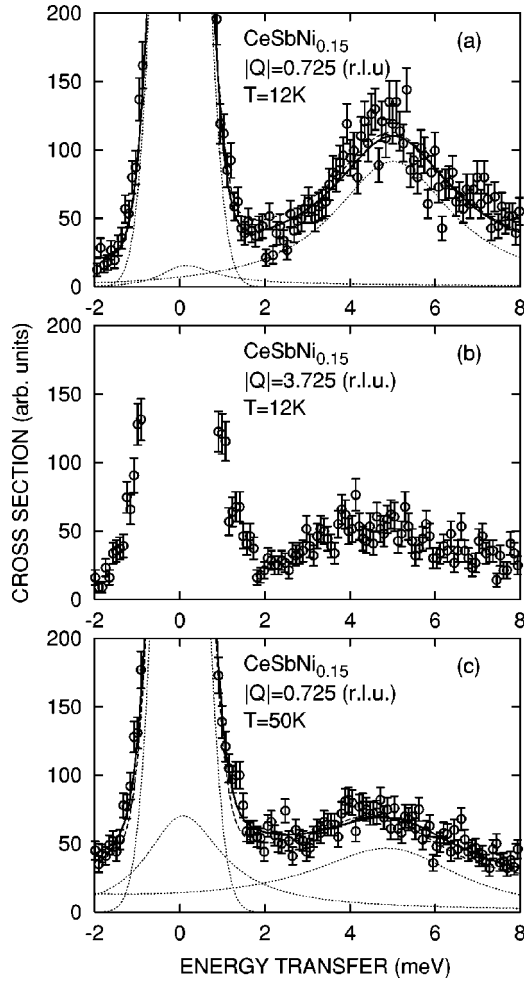 200
CeSbNi0.15
(a)
|Q|=0.725 (r.l.u)
T=12K
150
100
50
0
-2 0 2 4 6 8
200
CeSbNi0.15
(b)
|Q|=3.725 (r.l.u.)
T=12K
150
100
50
0
-2 0 2 4 6 8
CROSS SECTION (arb. units)
200
CeSbNi0.15
(c)
|Q|=0.725 (r.l.u.)
T=50K
150
100
50
0
-2 0 2 4 6 8
ENERGY TRANSFER (meV)